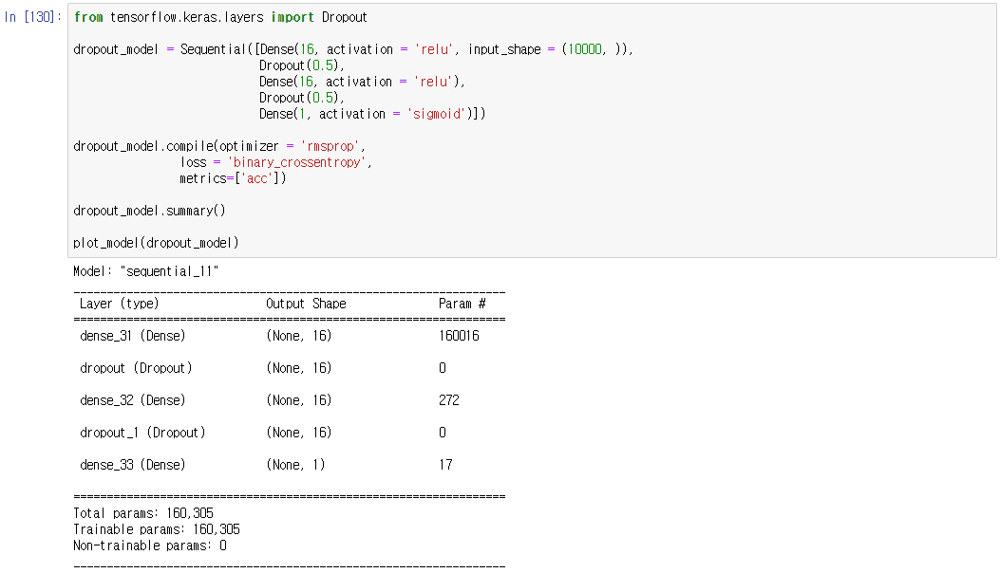 In [130]: from tensorflow.keras.layers import Dropout
dropout_model = Sequential([Dense(16, activation = 'relu', input_shape = (10000, )),
Dropout(0.5),
Dense(16, activation = 'relu'),
Dropout(0.5),
Dense(1, activation = 'sigmoid')])
dropout_model.compile(optimizer = 'rmsprop',
loss = 'binary_crossentropy',
metrics=['acc'])
dropout_model.summary()
plot_model(dropout_model)
Model: "sequential_11"
Layer (type) Output Shape Param #
dense_31 (Dense) (None, 16) 160016
dropout (Dropout) (None, 16) 0
dense_32 (Dense) (None, 16) 272
dropout_1 (Dropout) (None, 16) 0
dense_33 (Dense) (None, 1) 17
Total params: 160,305
Trainable params: 160,305
Non-trainable params: 0